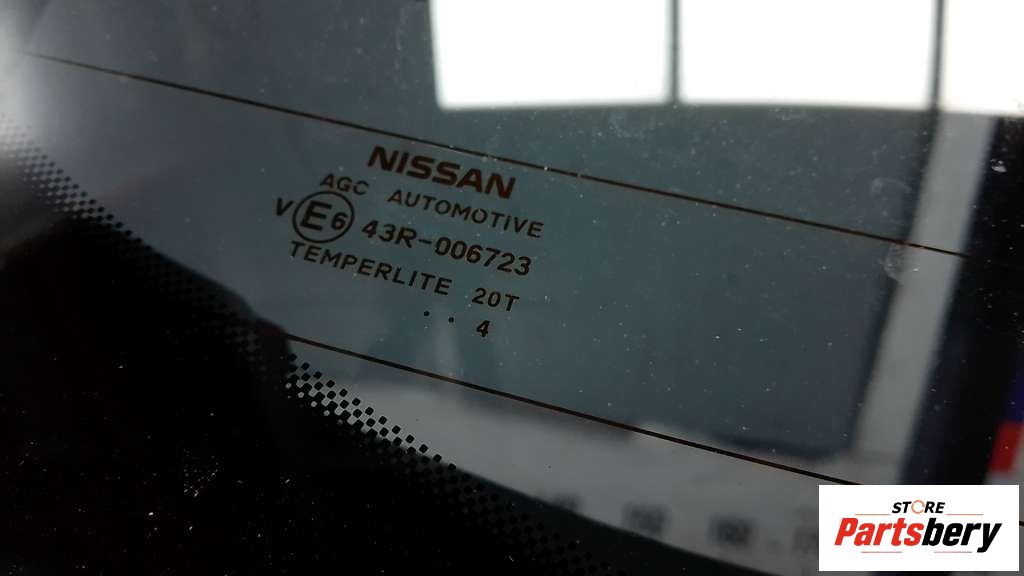 NISSAN
AGC AUTOMOTIVE
V E6 43R-006723
TEMPERLITE 20T
. . 4
STORE
Partsbery